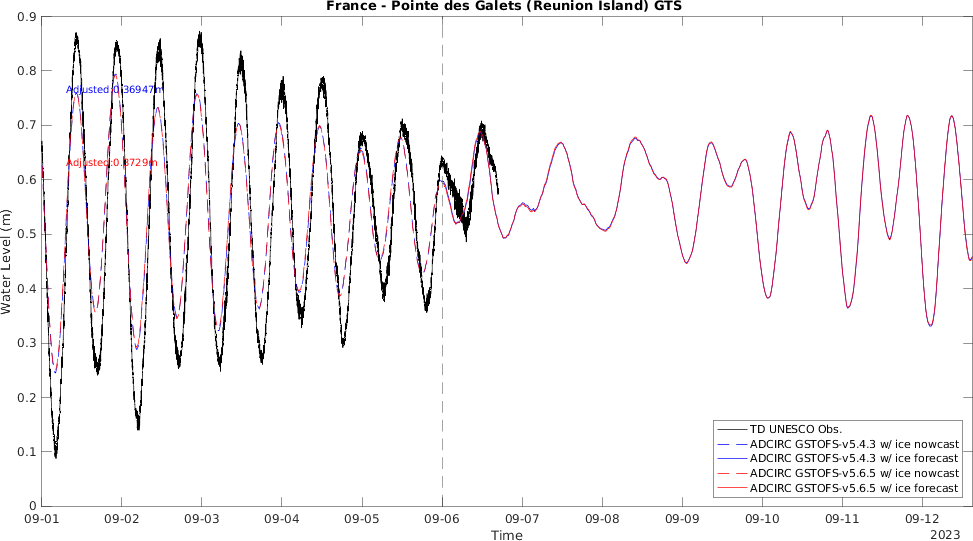 France - Pointe des Galets (Reunion Island) GTS
0.9
0.8
0.7
0.6
0.5
0.4
0.3
0.2
0.1
0
Water Level (m)
Adjusted:0.36947m
Adjusted:0.3729m
TD UNESCO Obs.
ADCIRC GSTOFS-v5.4.3 w/ ice nowcast
ADCIRC GSTOFS-v5.4.3 w/ ice forecast
ADCIRC GSTOFS-v5.6.5 w/ ice nowcast
ADCIRC GSTOFS-v5.6.5 w/ ice forecast
09-01 09-02 09-03 09-04 09-05 09-06 09-07 09-08 09-09 09-10 09-11 09-12
Time
2023